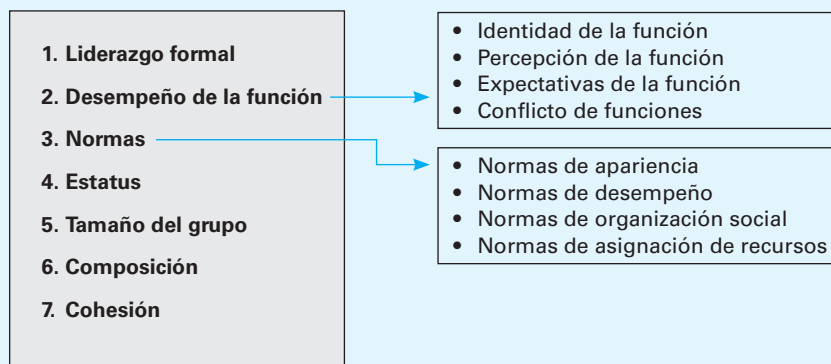 1. Liderazgo formal
2. Desempeño de la función
3. Normas
4. Estatus
5. Tamaño del grupo
6. Composición
7. Cohesión
• Identidad de la función
• Percepción de la función
• Expectativas de la función
• Conflicto de funciones
• Normas de apariencia
• Normas de desempeño
• Normas de organización social
• Normas de asignación de recursos